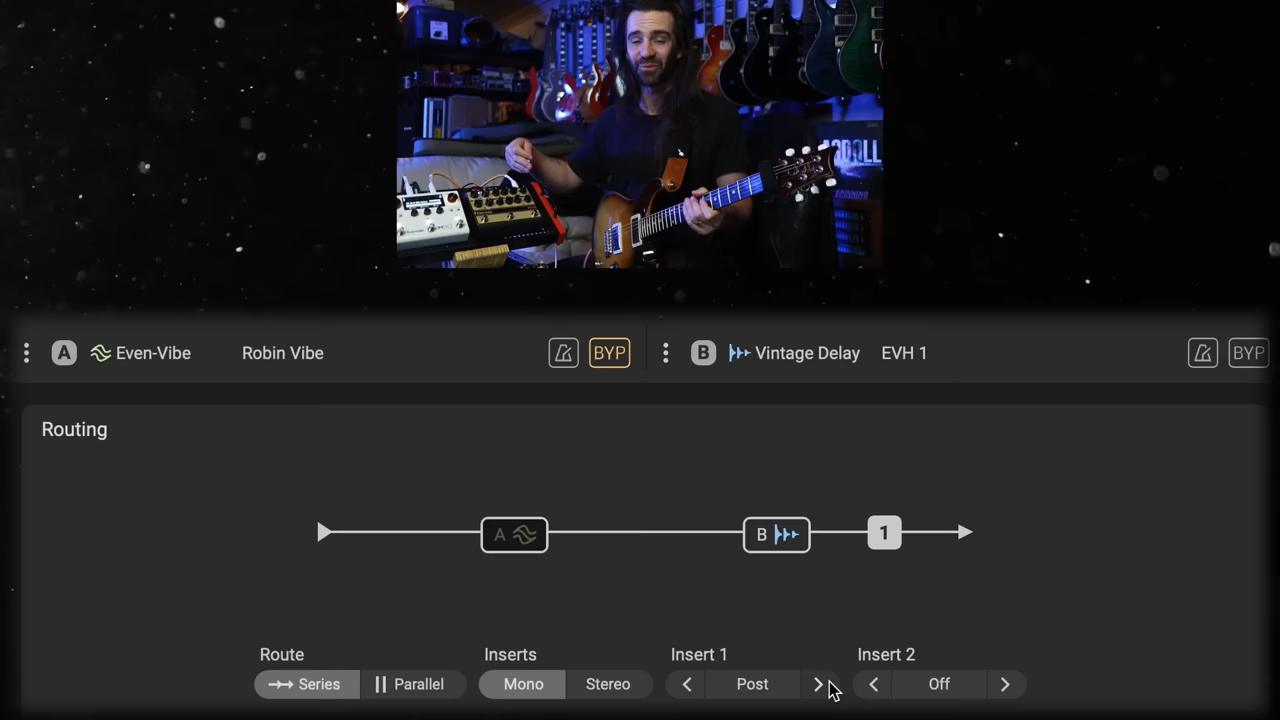 A Even-Vibe Robin Vibe BYP B Vintage Delay EVH 1 BYP
Routing
A B 1
Route Inserts Insert 1 Insert 2
Series Parallel Mono Stereo Post Off